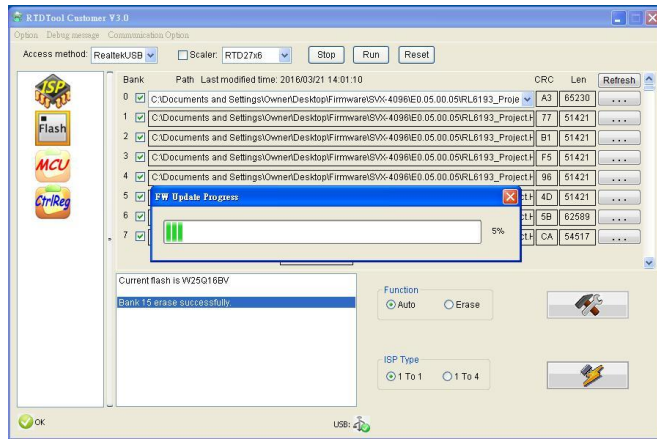 RTDTool Customer V3.0
Option Debug message Communication Option
Access method: RealtekUSB Scaler: RTD27x6 Stop Run Reset
Bank Path Last modified time: 2016/03/21 14:01:10 CRC Len Refresh
0 C:\Documents and Settings\Owner\Desktop\Firmware\SVX-4096\E0.05.00.05\RL6193_Proje A3 65230 ...
1 C:\Documents and Settings\Owner\Desktop\Firmware\SVX-4096\E0.05.00.05\RL6193_Project.H 77 51421 ...
2 C:\Documents and Settings\Owner\Desktop\Firmware\SVX-4096\E0.05.00.05\RL6193_Project.H B1 51421 ...
3 C:\Documents and Settings\Owner\Desktop\Firmware\SVX-4096\E0.05.00.05\RL6193_Project.H F5 51421 ...
4 C:\Documents and Settings\Owner\Desktop\Firmware\SVX-4096\E0.05.00.05\RL6193_Project.H 96 51421 ...
5 ct.H 4D 51421 ...
6 ct.H 5B 62589 ...
7 ct.H CA 54517 ...
ISP
Flash
MCU
CtrlReg
FW Update Progress
5%
Current flash is W25Q16BV
Bank 15 erase successfully.
Function
Auto Erase
ISP Type
1 To 1 1 To 4
OK USB: